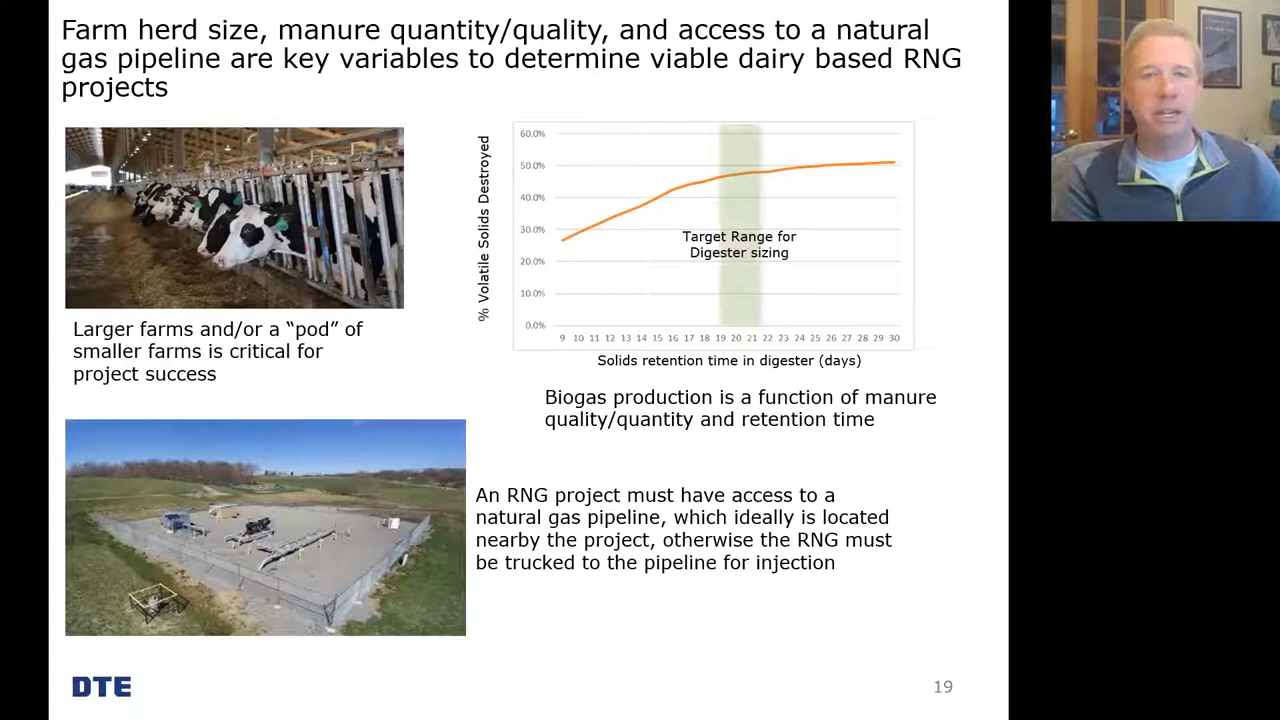 Farm herd size, manure quantity/quality, and access to a natural
gas pipeline are key variables to determine viable dairy based RNG
projects
Larger farms and/or a “pod” of
smaller farms is critical for
project success
% Volatile Solids Destroyed
60.0%
50.0%
40.0%
30.0%
20.0%
10.0%
0.0%
Target Range for
Digester sizing
9 10 11 12 13 14 15 16 17 18 19 20 21 22 23 24 25 26 27 28 29 30
Solids retention time in digester (days)
Biogas production is a function of manure
quality/quantity and retention time
An RNG project must have access to a
natural gas pipeline, which ideally is located
nearby the project, otherwise the RNG must
be trucked to the pipeline for injection
DTE
19